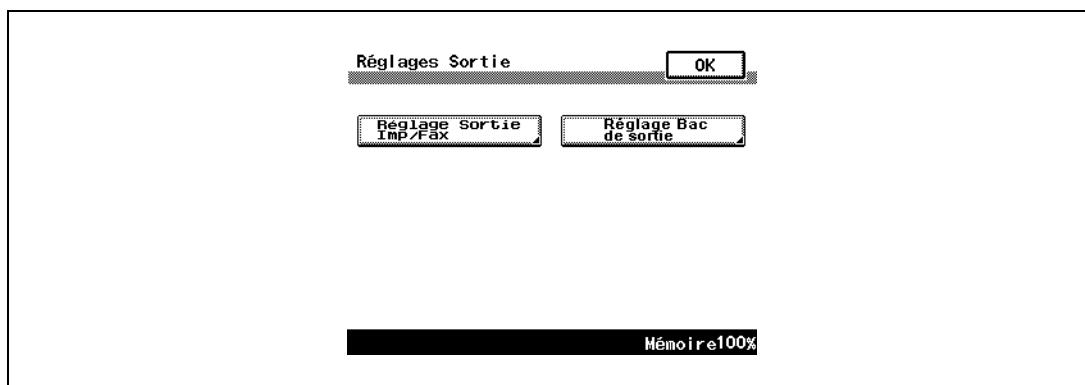 Réglages Sortie
OK
Réglage Sortie
Imp/Fax
Réglage Bac
de sortie
Mémoire100%